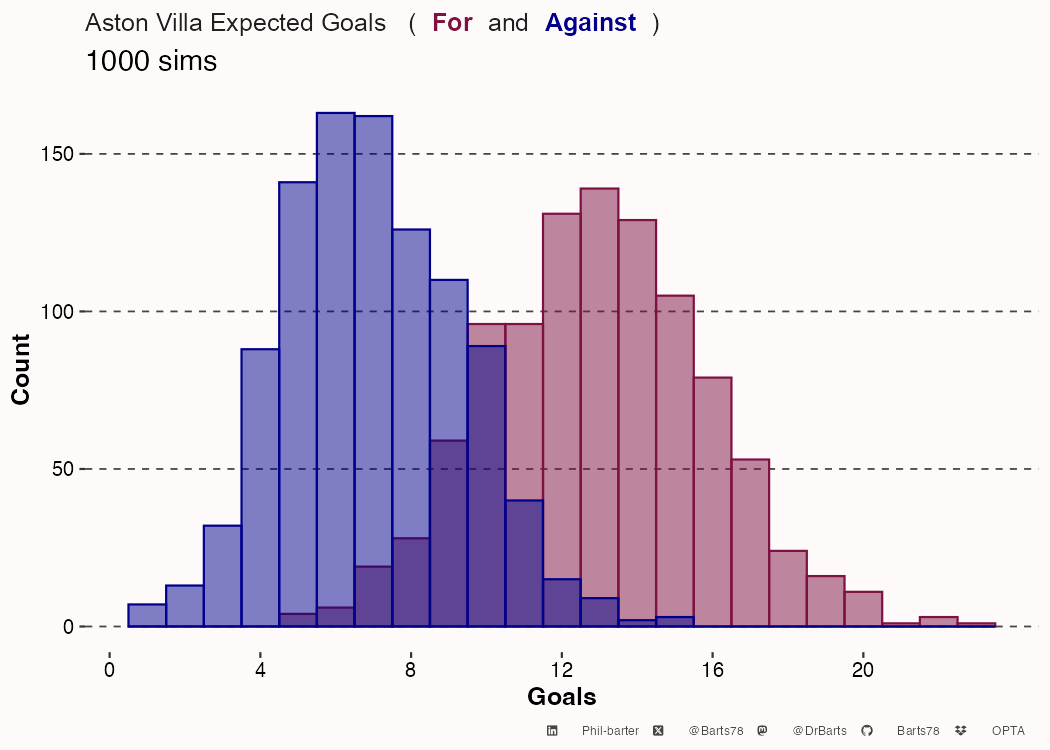 Aston Villa Expected Goals ( For and Against )
1000 sims
150
100
50
0
Count
0 4 8 12 16 20
Goals
Phil-barter @Barts78 @DrBarts Barts78 OPTA